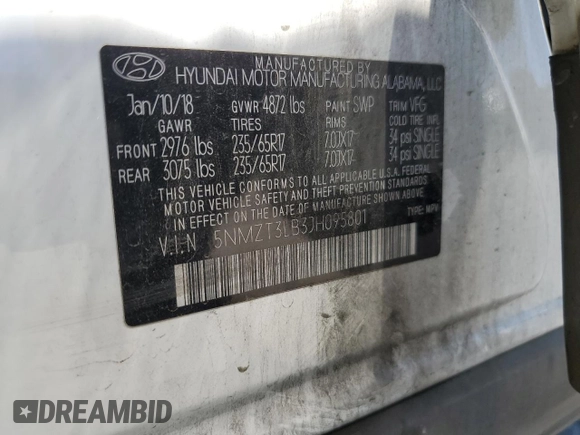 MANUFACTURED BY
HYUNDAI MOTOR MANUFACTURING ALABAMA, LLC
Jan/10/18 GVWR 4872 lbs PAINT SWP TRIM VFG
GAWR TIRES RIMS COLD TIRE INFL.
FRONT 2976 lbs 235/65R17 7.0JX17 34 psi SINGLE
REAR 3075 lbs 235/65R17 7.0JX17 34 psi SINGLE
THIS VEHICLE CONFORMS TO ALL APPLICABLE U.S.A. FEDERAL
MOTOR VEHICLE SAFETY AND THEFT PREVENTION STANDARDS
IN EFFECT ON THE DATE OF MANUFACTURE SHOWN ABOVE.
V.I.N 5NMZT3LB3JH095801 TYPE: MPV
DREAMBID